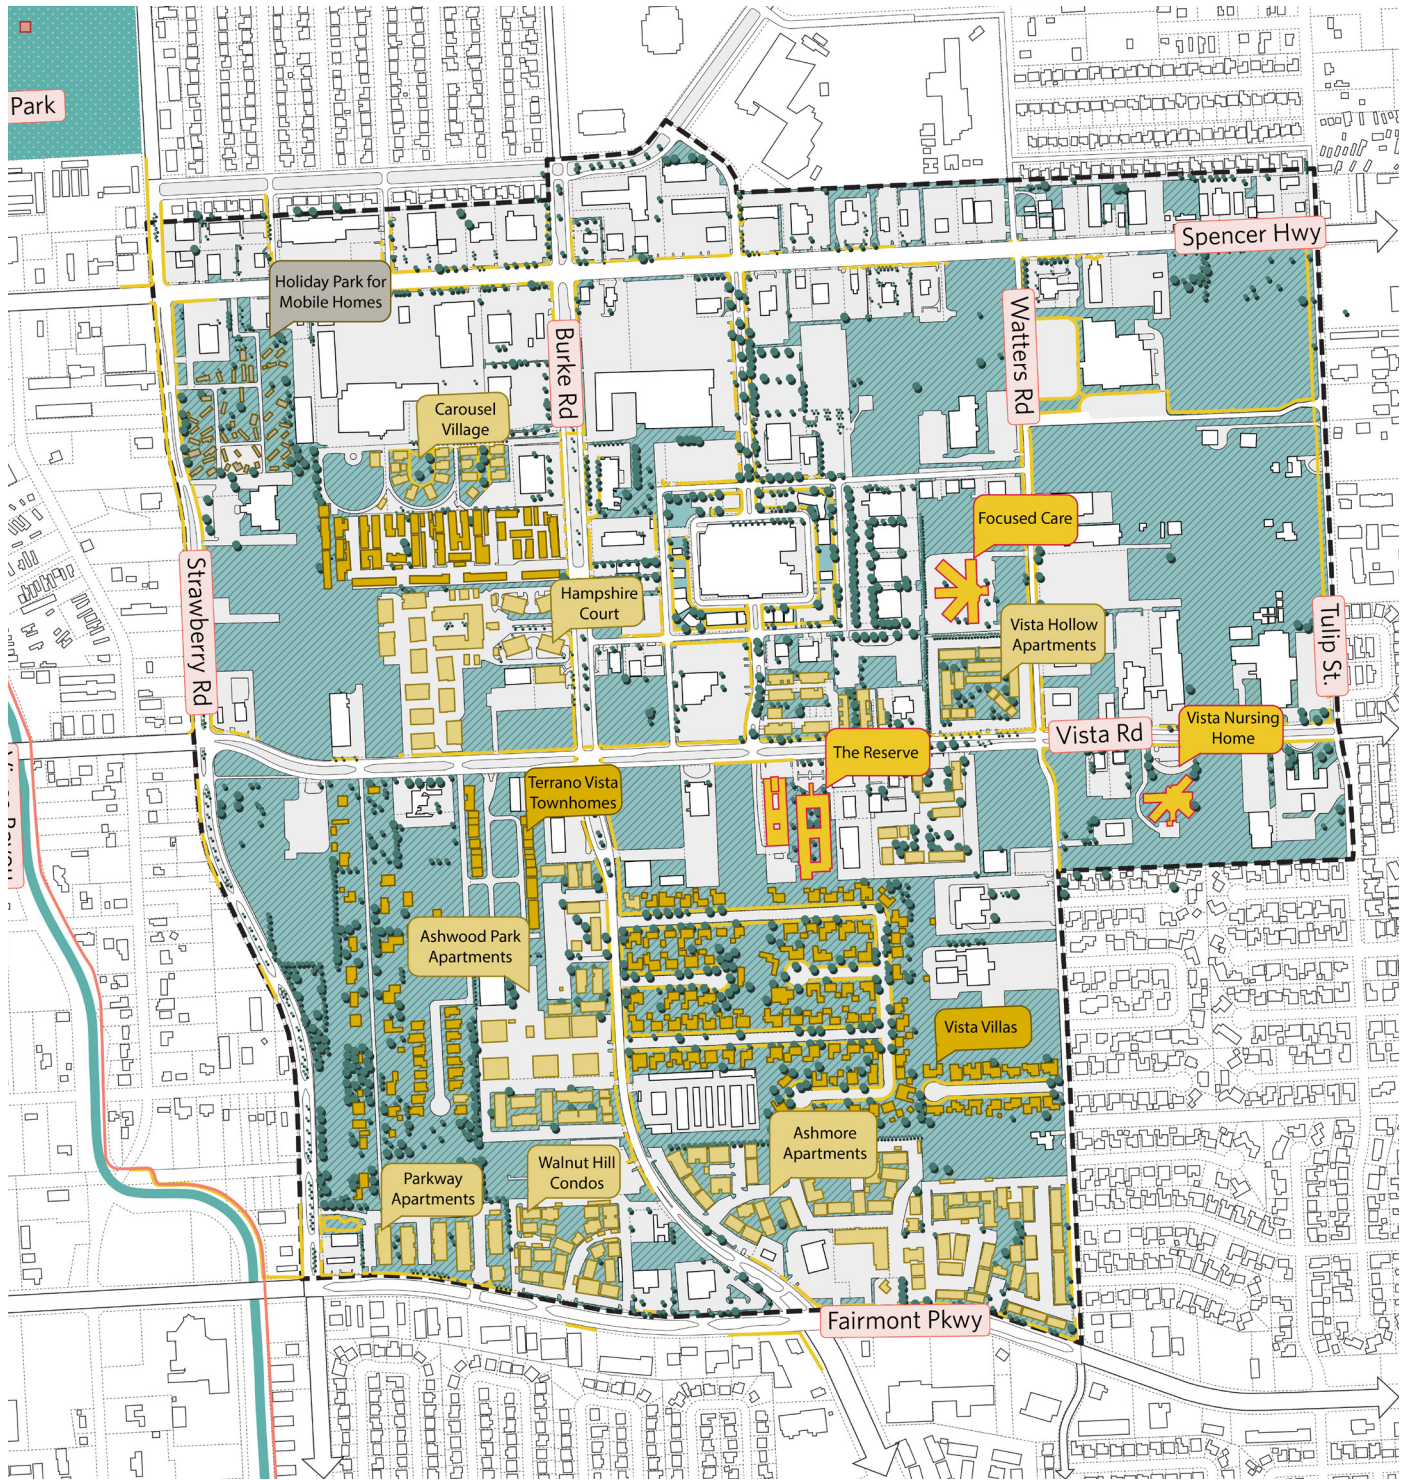 Park
Spencer Hwy
Holiday Park for
Mobile Homes
Watters Rd
Burke Rd
Carousel
Village
Focused Care
Strawberry Rd
Hampshire
Court
Vista Hollow
Apartments
Tulip St.
Vista Nursing
Home
Vista Rd
The Reserve
Terrano Vista
Townhomes
Ashwood Park
Apartments
Vista Villas
Ashmore
Apartments
Walnut Hill
Condos
Parkway
Apartments
Fairmont Pkwy